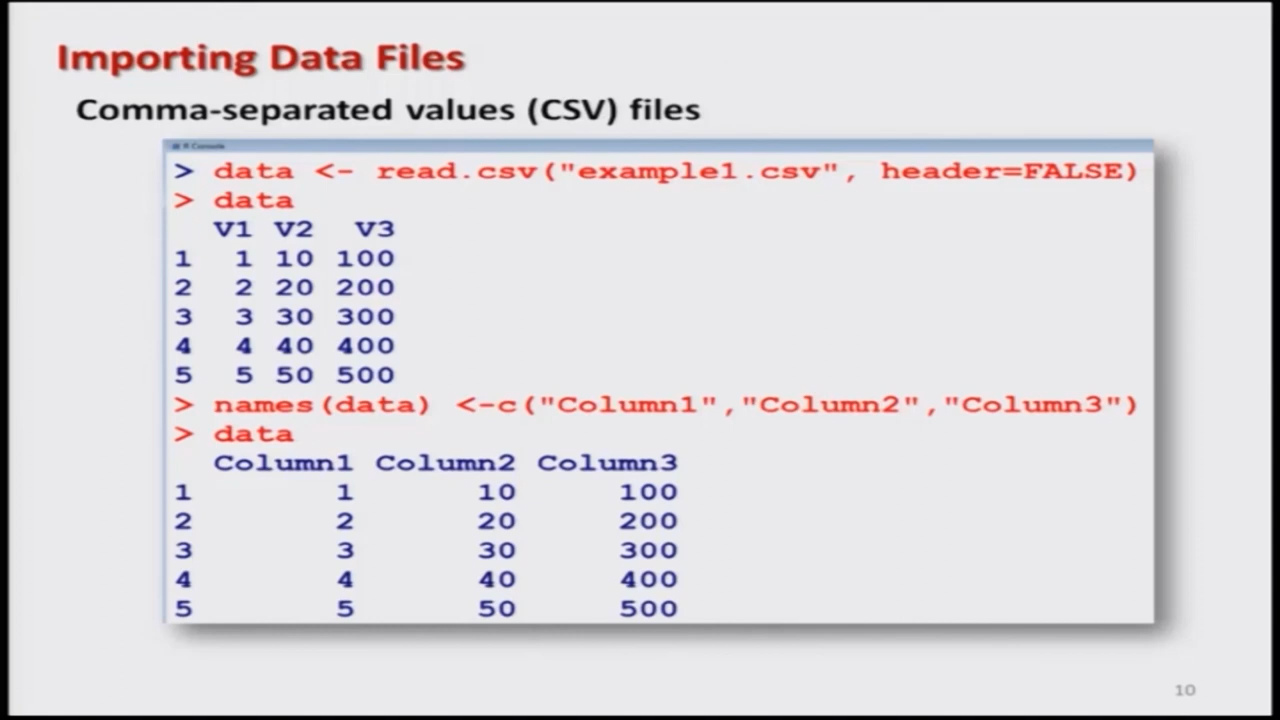 Importing Data Files
Comma-separated values (CSV) files
R Console
> data <- read.csv("example1.csv", header=FALSE)
> data
  V1 V2  V3
1  1 10 100
2  2 20 200
3  3 30 300
4  4 40 400
5  5 50 500
> names(data) <-c("Column1","Column2","Column3")
> data
  Column1 Column2 Column3
1       1      10     100
2       2      20     200
3       3      30     300
4       4      40     400
5       5      50     500
10